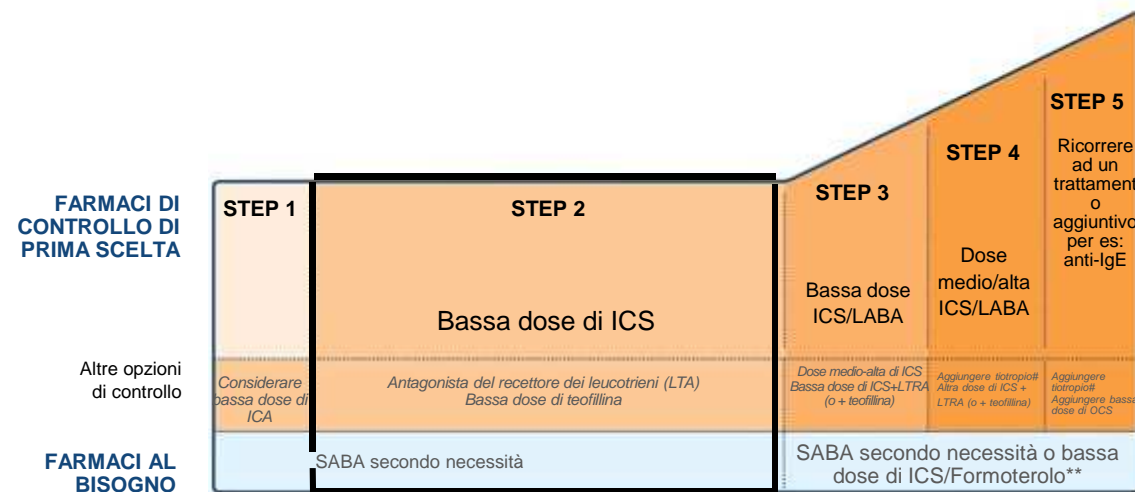 FARMACI DI
CONTROLLO DI
PRIMA SCELTA
STEP 1
STEP 2
Bassa dose di ICS
STEP 3
Bassa dose
ICS/LABA
STEP 4
Dose
medio/alta
ICS/LABA
STEP 5
Ricorrere
ad un
trattament
o
aggiuntivo
per es:
anti-IgE
Altre opzioni
di controllo
Considerare
bassa dose di
ICA
Antagonista del recettore dei leucotrieni (LTA)
Bassa dose di teofillina
Dose medio-alta di ICS
Bassa dose di ICS+LTRA
(o + teofillina)
Aggiungere tiotropio#
Altra dose di ICS +
LTRA (o + teofillina)
Aggiungere
tiotropio#
Aggiungere bassa
dose di OCS
FARMACI AL
BISOGNO
SABA secondo necessità
SABA secondo necessità o bassa
dose di ICS/Formoterolo**